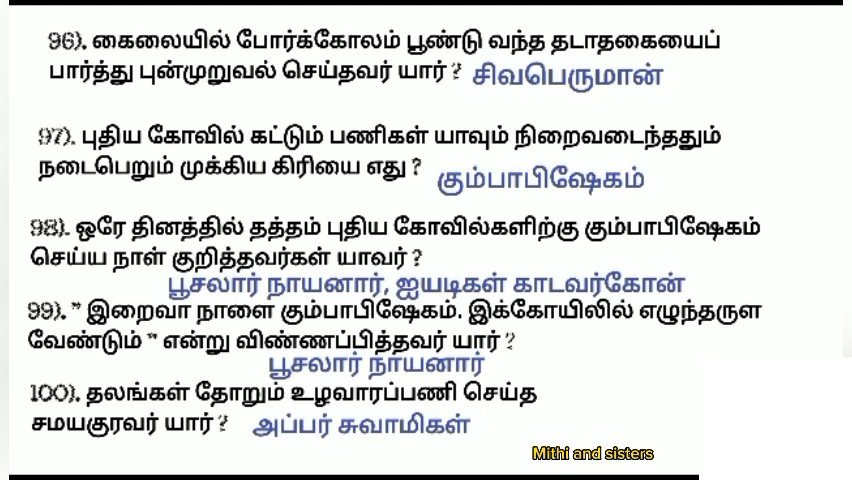 96). கைலையில் போர்க்கோலம் பூண்டு வந்த தடாதகையைப்
பார்த்து புன்முறுவல் செய்தவர் யார் ? சிவபெருமான்
97). புதிய கோவில் கட்டும் பணிகள் யாவும் நிறைவடைந்ததும்
நடைபெறும் முக்கிய கிரியை எது ? கும்பாபிஷேகம்
98). ஒரே தினத்தில் தத்தம் புதிய கோவில்களிற்கு கும்பாபிஷேகம்
செய்ய நாள் குறித்தவர்கள் யாவர் ?
பூசலார் நாயனார், ஐயடிகள் காடவர்கோன்
99). " இறைவா நாளை கும்பாபிஷேகம். இக்கோயிலில் எழுந்தருள
வேண்டும் " என்று விண்ணப்பித்தவர் யார் ?
பூசலார் நாயனார்
100). தலங்கள் தோறும் உழவாரப்பணி செய்த
சமயகுரவர் யார் ? அப்பர் சுவாமிகள்
Mithi and sisters